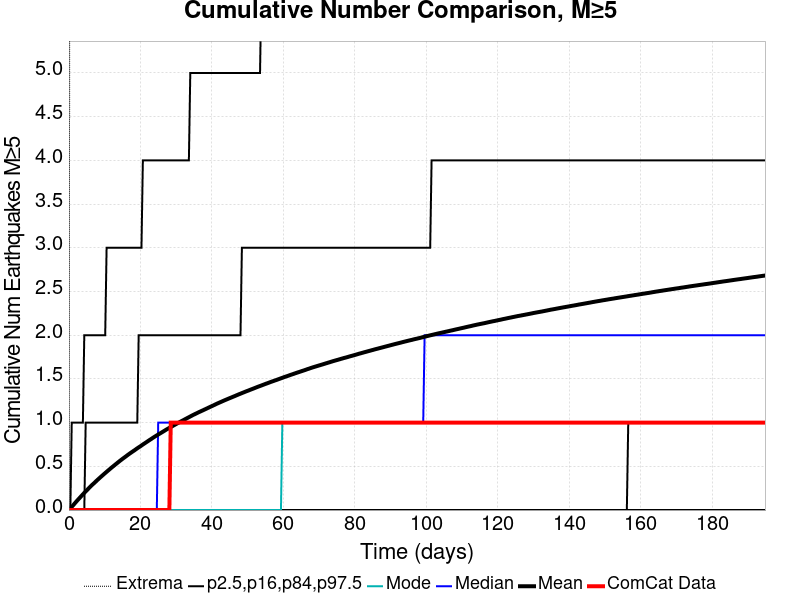 Cumulative Number Comparison, M≥5
Cumulative Num Earthquakes M≥5
5.0
4.5
4.0
3.5
3.0
2.5
2.0
1.5
1.0
0.5
0.0
0 20 40 60 80 100 120 140 160 180
Time (days)
Extrema p2.5,p16,p84,p97.5 Mode Median Mean ComCat Data